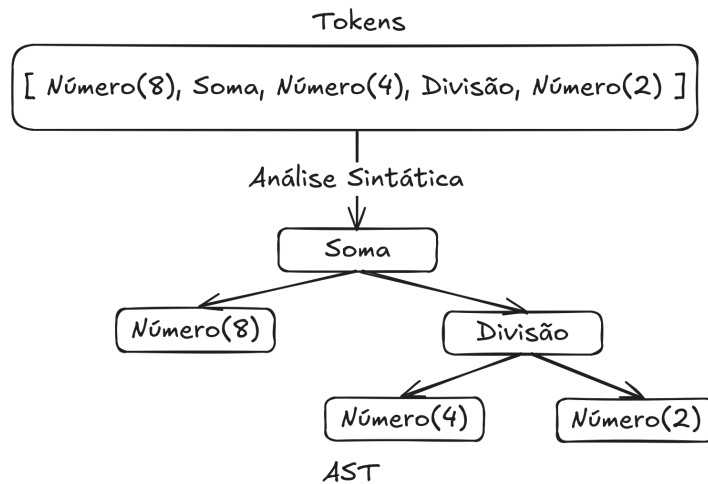 Tokens
[ Número(8), Soma, Número(4), Divisão, Número(2) ]
Análise Sintática
Soma
Número(8)
Divisão
Número(4)
Número(2)
AST